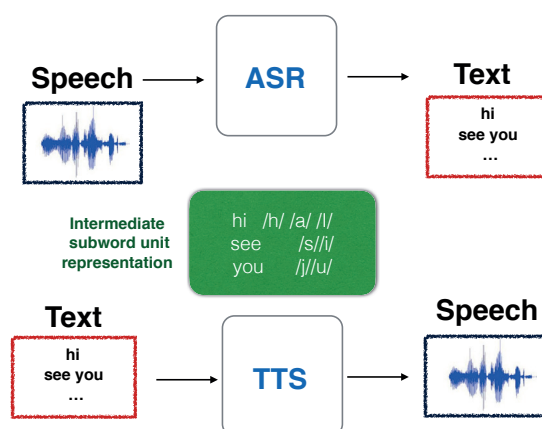 Speech
ASR
Text
hi
see you
...
Intermediate
subword unit
representation
hi /h/ /a/ /I/
see /s//i/
you /j//u/
Text
hi
see you
...
TTS
Speech